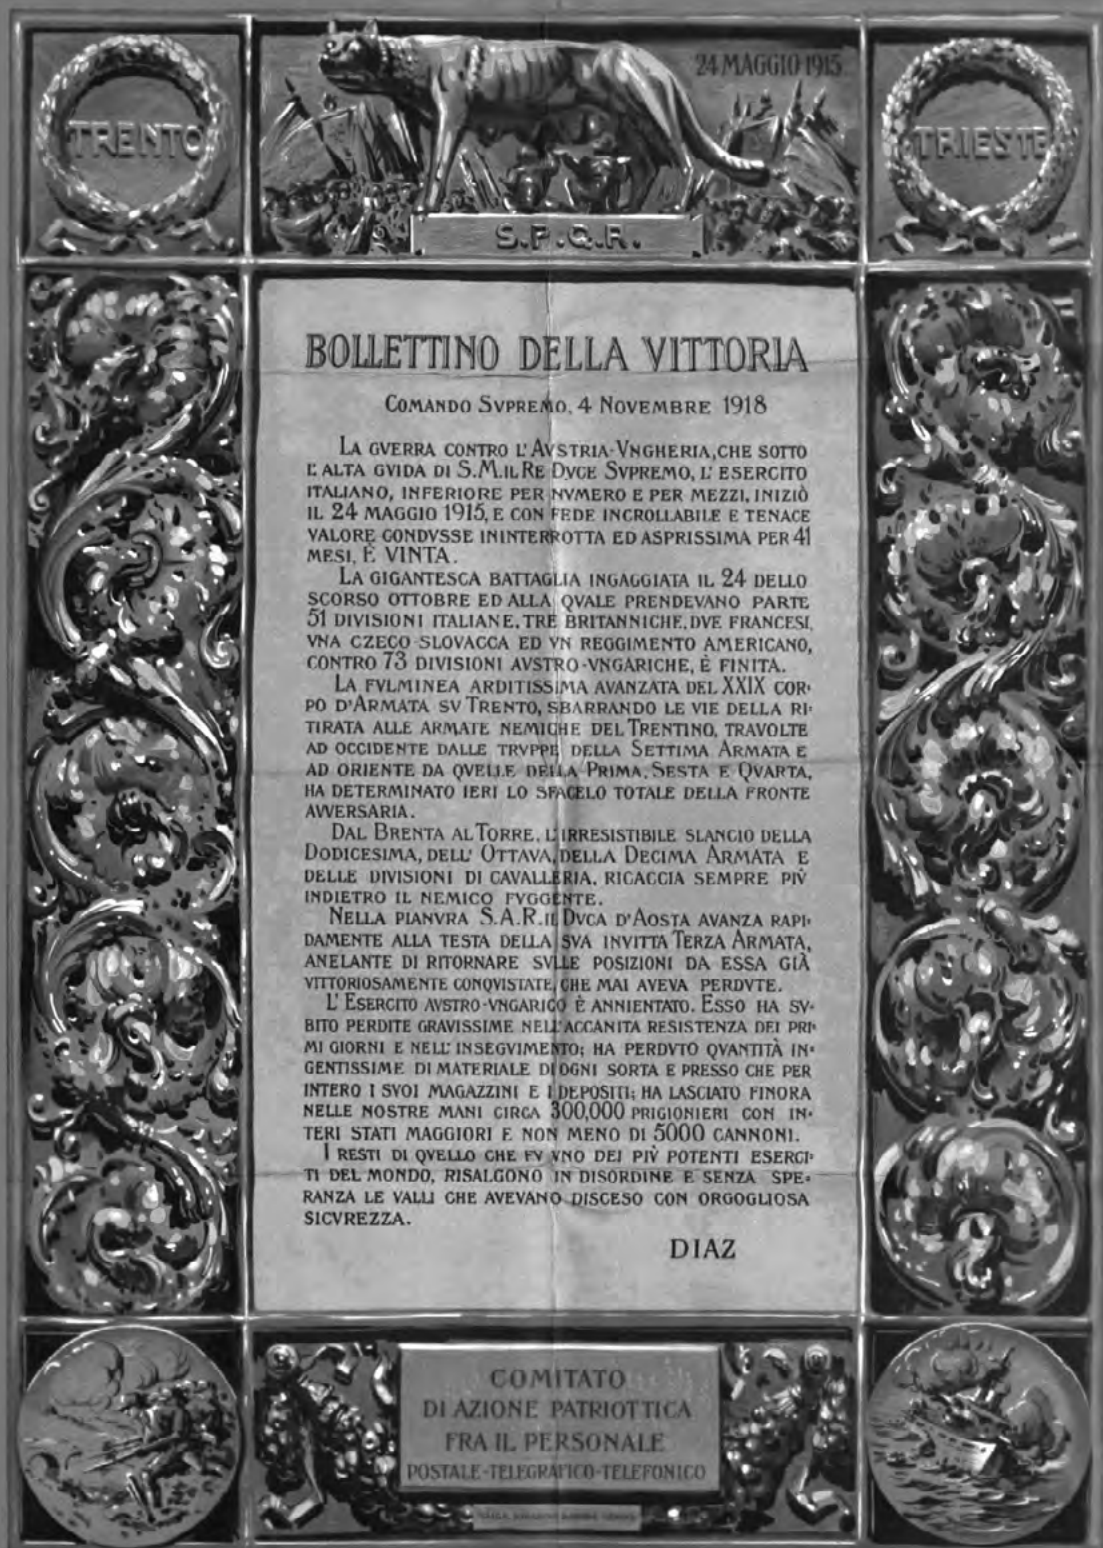 TRENTO
24 MAGGIO 1915
TRIESTE
S.P.Q.R.
BOLLETTINO DELLA VITTORIA
COMANDO SVPREMO, 4 NOVEMBRE 1918
LA GVERRA CONTRO L'AVSTRIA-VNGHERIA, CHE SOTTO
L'ALTA GVIDA DI S.M. IL RE DVCE SVPREMO, L'ESERCITO
ITALIANO, INFERIORE PER NVMERO E PER MEZZI, INIZIÒ
IL 24 MAGGIO 1915, E CON FEDE INCROLLABILE E TENACE
VALORE CONDVSSE ININTERROTTA ED ASPRISSIMA PER 41
MESI, È VINTA.
LA GIGANTESCA BATTAGLIA INGAGGIATA IL 24 DELLO
SCORSO OTTOBRE ED ALLA QVALE PRENDEVANO PARTE
51 DIVISIONI ITALIANE, TRE BRITANNICHE, DVE FRANCESI,
VNA CZECO-SLOVACCA ED VN REGGIMENTO AMERICANO,
CONTRO 73 DIVISIONI AVSTRO-VNGARICHE, È FINITA.
LA FVLMINEA ARDITISSIMA AVANZATA DEL XXIX COR-
PO D'ARMATA SV TRENTO, SBARRANDO LE VIE DELLA RI-
TIRATA ALLE ARMATE NEMICHE DEL TRENTINO, TRAVOLTE
AD OCCIDENTE DALLE TRVPPE DELLA SETTIMA ARMATA E
AD ORIENTE DA QVELLE DELLA PRIMA, SESTA E QVARTA,
HA DETERMINATO IERI LO SFACELO TOTALE DELLA FRONTE
AVVERSARIA.
DAL BRENTA AL TORRE, L'IRRESISTIBILE SLANCIO DELLA
DODICESIMA, DELL'OTTAVA, DELLA DECIMA ARMATA E
DELLE DIVISIONI DI CAVALLERIA, RICACCIA SEMPRE PIÙ
INDIETRO IL NEMICO FVGGENTE.
NELLA PIANVRA S.A.R. IL DVCA D'AOSTA AVANZA RAPI-
DAMENTE ALLA TESTA DELLA SVA INVITTA TERZA ARMATA,
ANELANTE DI RITORNARE SVLLE POSIZIONI DA ESSA GIÀ
VITTORIOSAMENTE CONQVISTATE, CHE MAI AVEVA PERDVTE.
L'ESERCITO AVSTRO-VNGARICO È ANNIENTATO. ESSO HA SV-
BITO PERDITE GRAVISSIME NELL'ACCANITA RESISTENZA DEI PRI-
MI GIORNI E NELL'INSEGVIMENTO; HA PERDVTO QVANTITÀ IN-
GENTISSIME DI MATERIALE DI OGNI SORTA E PRESSO CHE PER
INTERO I SVOI MAGAZZINI E I DEPOSITI; HA LASCIATO FINORA
NELLE NOSTRE MANI CIRCA 300,000 PRIGIONIERI CON IN-
TERI STATI MAGGIORI E NON MENO DI 5000 CANNONI.
I RESTI DI QVELLO CHE FV VNO DEI PIÙ POTENTI ESERCI-
TI DEL MONDO, RISALGONO IN DISORDINE E SENZA SPE-
RANZA LE VALLI CHE AVEVANO DISCESO CON ORGOGLIOSA
SICVREZZA.
DIAZ
COMITATO
DI AZIONE PATRIOTTICA
FRA IL PERSONALE
POSTALE-TELEGRAFICO-TELEFONICO